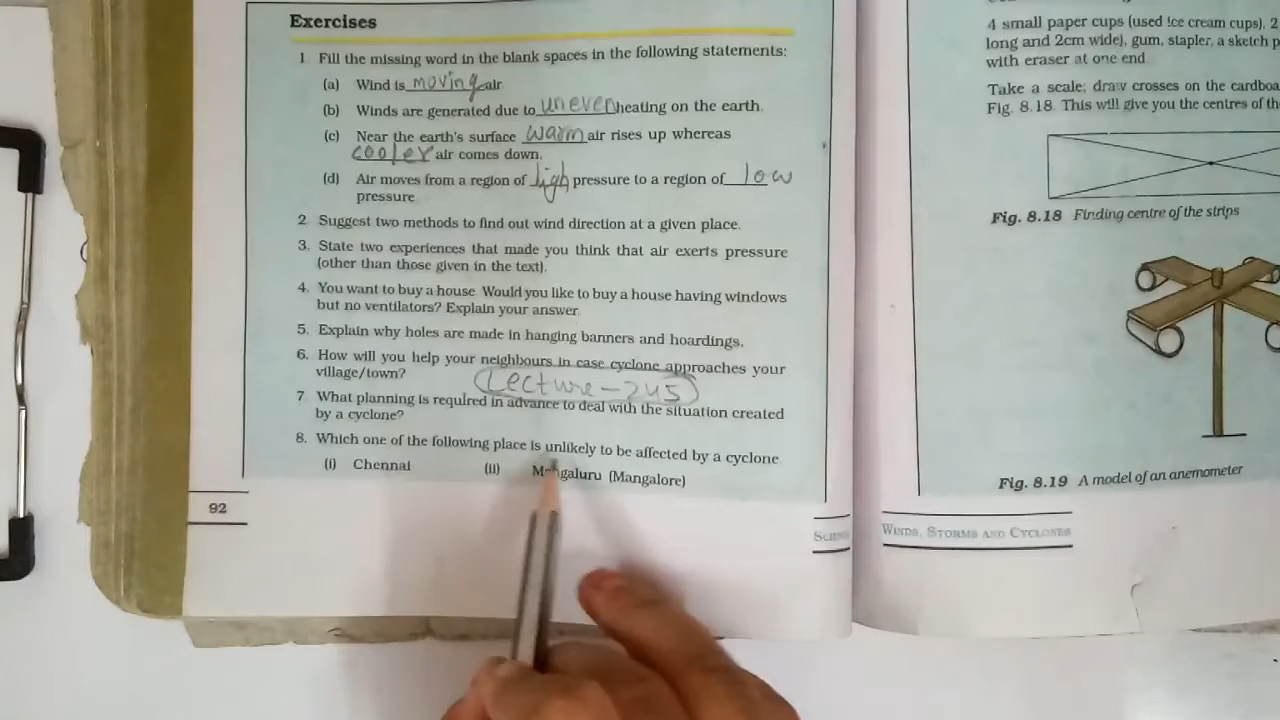 Exercises
1 Fill the missing word in the blank spaces in the following statements:
(a) Wind is moving air
(b) Winds are generated due to uneven heating on the earth.
(c) Near the earth's surface warm air rises up whereas
cooler air comes down.
(d) Air moves from a region of high pressure to a region of low
pressure
2 Suggest two methods to find out wind direction at a given place.
3. State two experiences that made you think that air exerts pressure
(other than those given in the text).
4. You want to buy a house. Would you like to buy a house having windows
but no ventilators? Explain your answer
5. Explain why holes are made in hanging banners and hoardings.
6. How will you help your neighbours in case cyclone approaches your
village/town?
Lecture-245
7 What planning is required in advance to deal with the situation created
by a cyclone?
8. Which one of the following place is unlikely to be affected by a cyclone
(i) Chennai (ii) Mangaluru (Mangalore)
92
4 small paper cups (used ice cream cups), 2
long and 2cm wide), gum, stapler, a sketch p
with eraser at one end
Take a scale; draw crosses on the cardboa
Fig. 8.18. This will give you the centres of th
Fig. 8.18 Finding centre of the strips
Fig. 8.19 A model of an anemometer
WINDS, STORMS AND CYCLONES